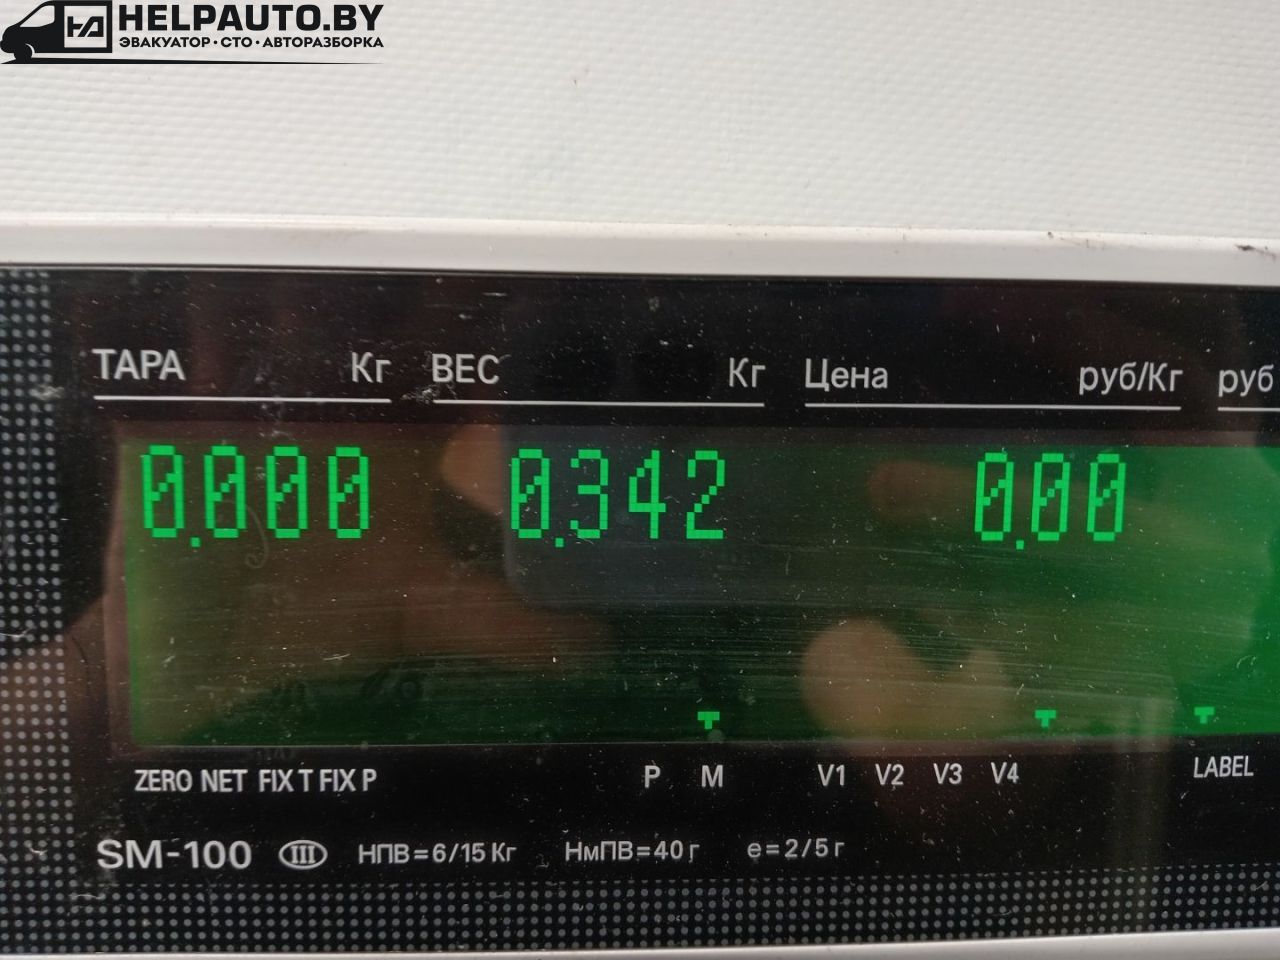 HELPAUTO.BY
ЭВАКУАТОР·СТО·АВТОРАЗБОРКА
ТАРА Кг ВЕС Кг Цена руб/Кг руб
0.000 0.342 0.00
ZERO NET FIX T FIX P P M V1 V2 V3 V4 LABEL
SM-100 III НПВ=6/15 Кг НмПВ=40 г e=2/5 г